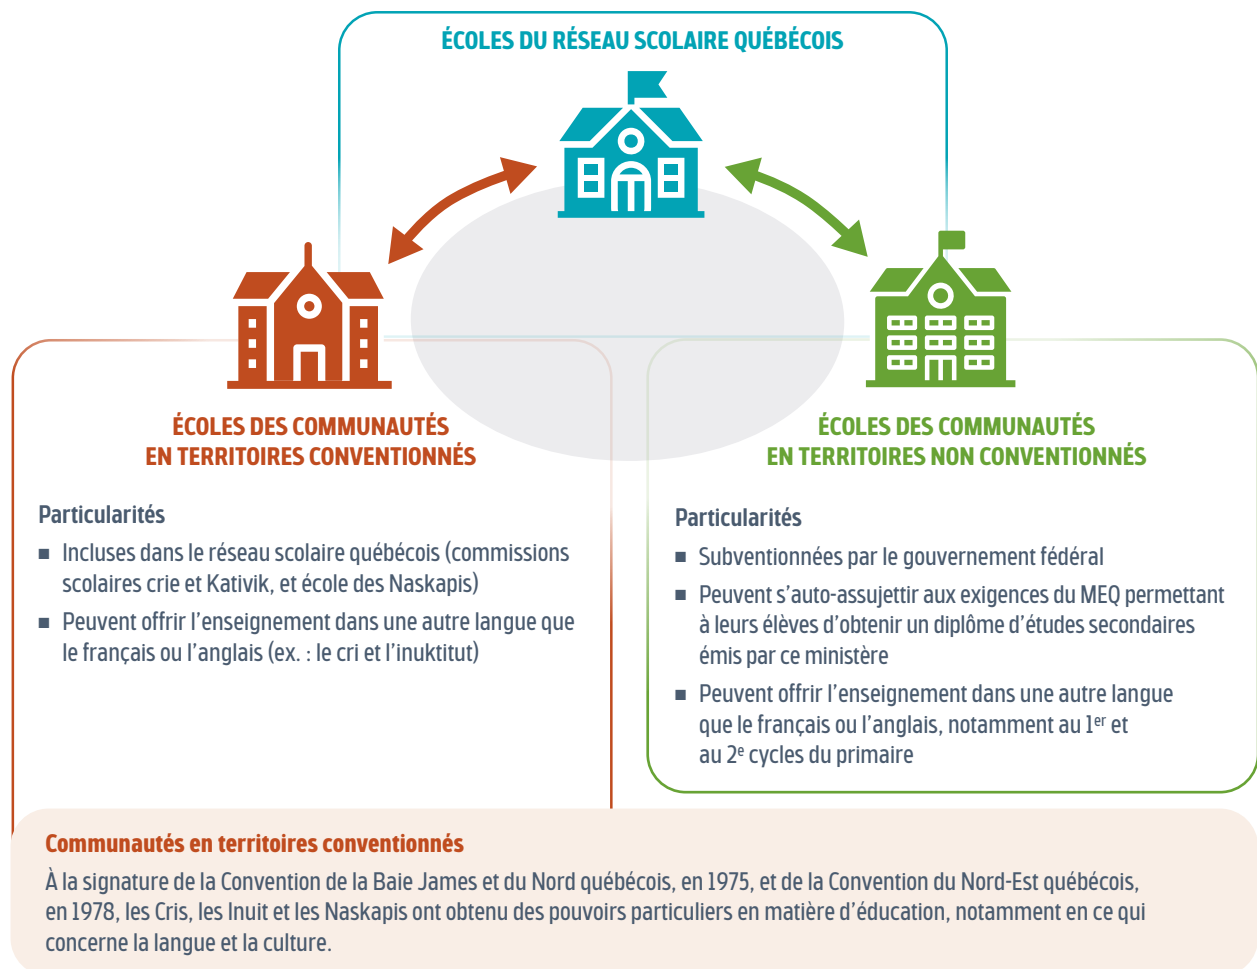 ÉCOLES DU RÉSEAU SCOLAIRE QUÉBÉCOIS
ÉCOLES DES COMMUNAUTÉS
EN TERRITOIRES CONVENTIONNÉS
Particularités
■ Incluses dans le réseau scolaire québécois (commissions
scolaires crie et Kativik, et école des Naskapis)
■ Peuvent offrir l’enseignement dans une autre langue que
le français ou l’anglais (ex. : le cri et l’inuktitut)
ÉCOLES DES COMMUNAUTÉS
EN TERRITOIRES NON CONVENTIONNÉS
Particularités
■ Subventionnées par le gouvernement fédéral
■ Peuvent s’auto-assujettir aux exigences du MEQ permettant
à leurs élèves d’obtenir un diplôme d’études secondaires
émis par ce ministère
■ Peuvent offrir l’enseignement dans une autre langue
que le français ou l’anglais, notamment au 1er et
au 2e cycles du primaire
Communautés en territoires conventionnés
À la signature de la Convention de la Baie James et du Nord québécois, en 1975, et de la Convention du Nord-Est québécois,
en 1978, les Cris, les Inuit et les Naskapis ont obtenu des pouvoirs particuliers en matière d’éducation, notamment en ce qui
concerne la langue et la culture.